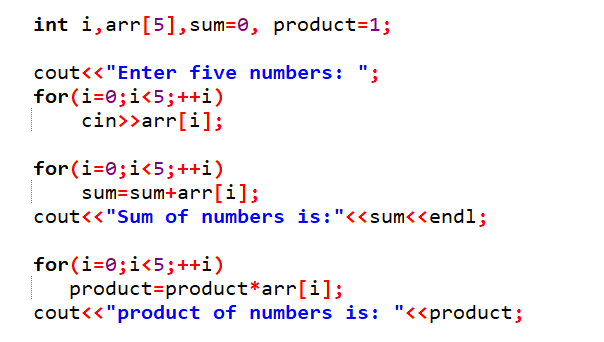 int i,arr[5],sum=0, product=1;
cout<<"Enter five numbers: ";
for(i=0;i<5;++i)
cin>>arr[i];
for(i=0;i<5;++i)
sum=sum+arr[i];
cout<<"Sum of numbers is:"<<sum<<endl;
for(i=0;i<5;++i)
product=product*arr[i];
cout<<"product of numbers is: "<<product;